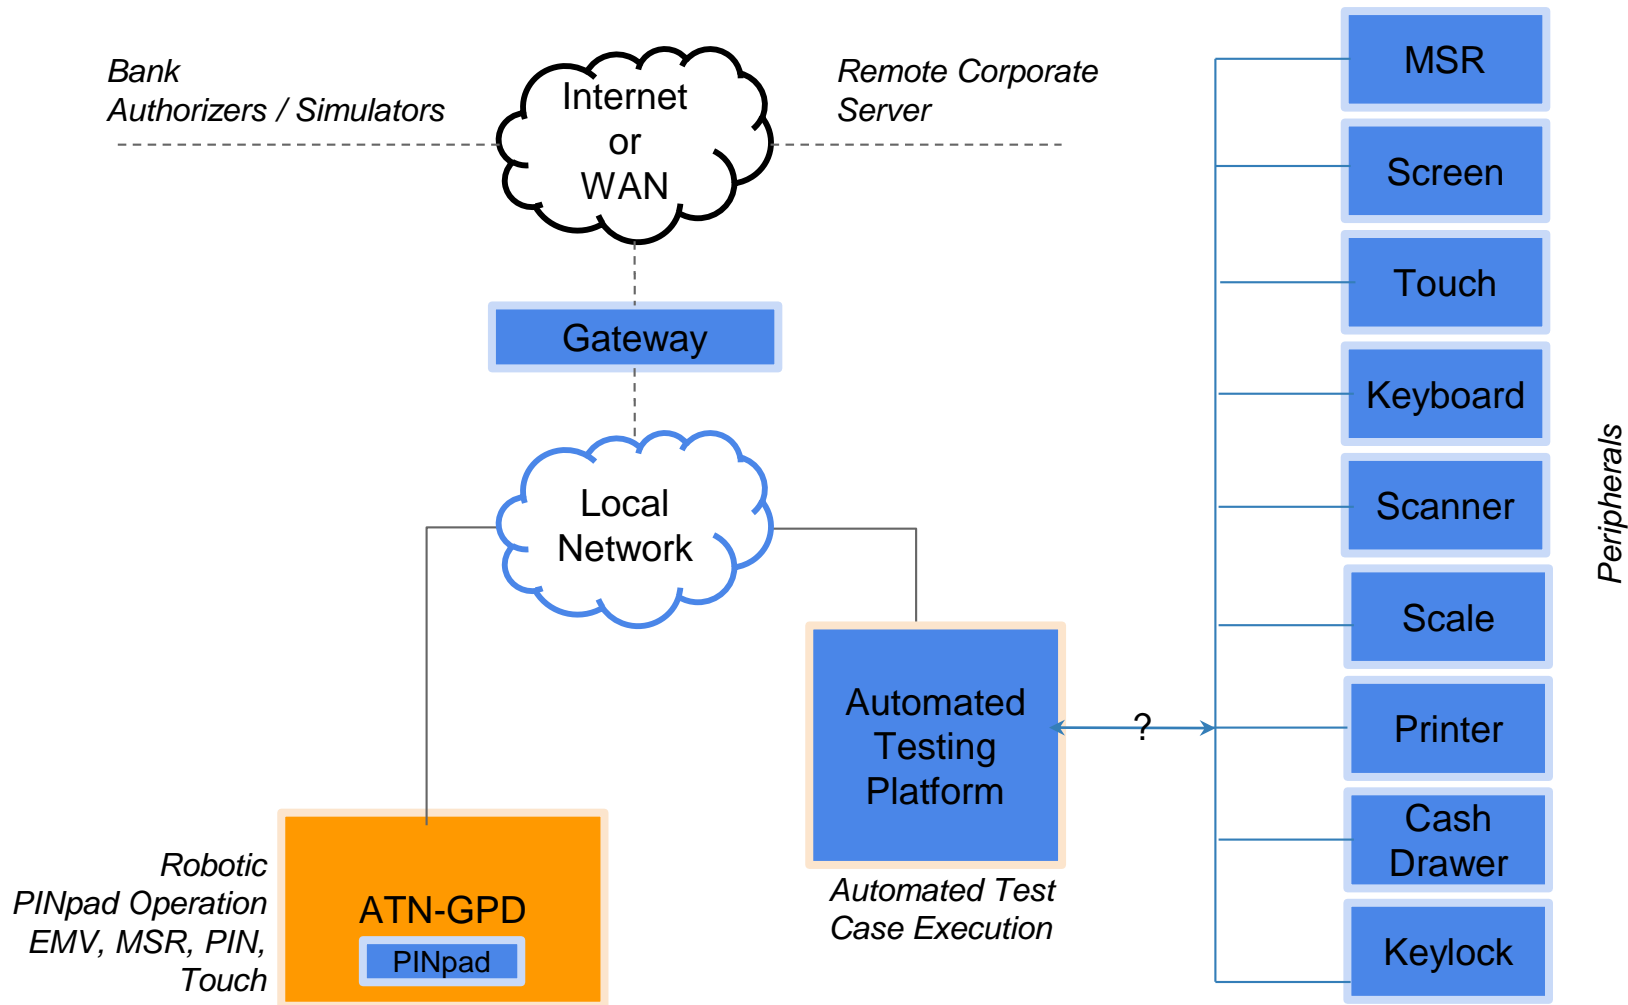 Bank
Authorizers / Simulators
Internet
or
WAN
Remote Corporate
Server
Gateway
Local
Network
Automated
Testing
Platform
?
Automated Test
Case Execution
Robotic
PINpad Operation
EMV, MSR, PIN,
Touch
ATN-GPD
PINpad
MSR
Screen
Touch
Keyboard
Scanner
Scale
Printer
Cash
Drawer
Keylock
Peripherals